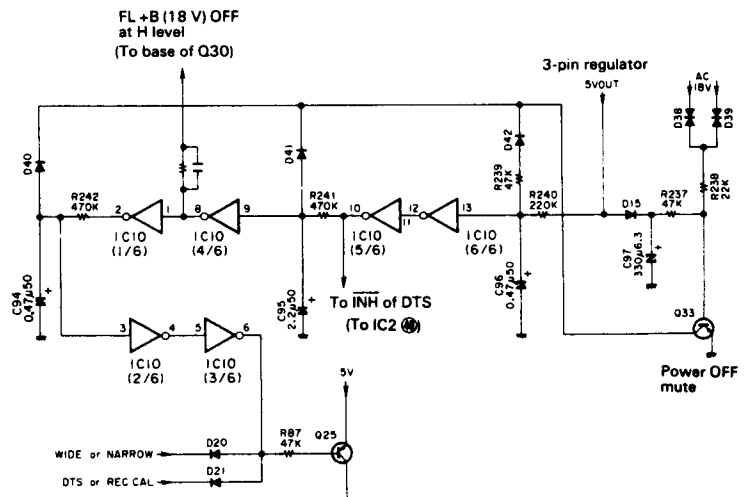 FL +B (18 V) OFF
at H level
(To base of Q30)
3-pin regulator
5VOUT
AC
18V
D38
D39
D40
D41
D42
R239
47K
R242
470K
R241
470K
R240
220K
D15
R237
47K
R238
22K
2
1
8
9
10
12
11
13
IC10
(1/6)
IC10
(4/6)
IC10
(5/6)
IC10
(6/6)
C97
330μ6.3
+
C94
0.47μ50
+
C95
2.2μ50
+
C96
0.47μ50
+
To INH of DTS
(To IC2 ㊵)
Q33
Power OFF
mute
3
4
5
6
IC10
(2/6)
IC10
(3/6)
5V
R87
47K
Q25
D20
WIDE or NARROW
D21
DTS or REC CAL